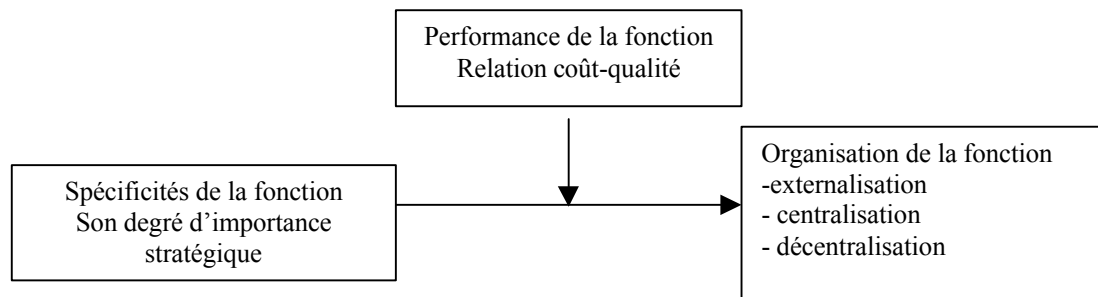 Performance de la fonction
Relation coût-qualité
Spécificités de la fonction
Son degré d’importance
stratégique
Organisation de la fonction
-externalisation
- centralisation
- décentralisation